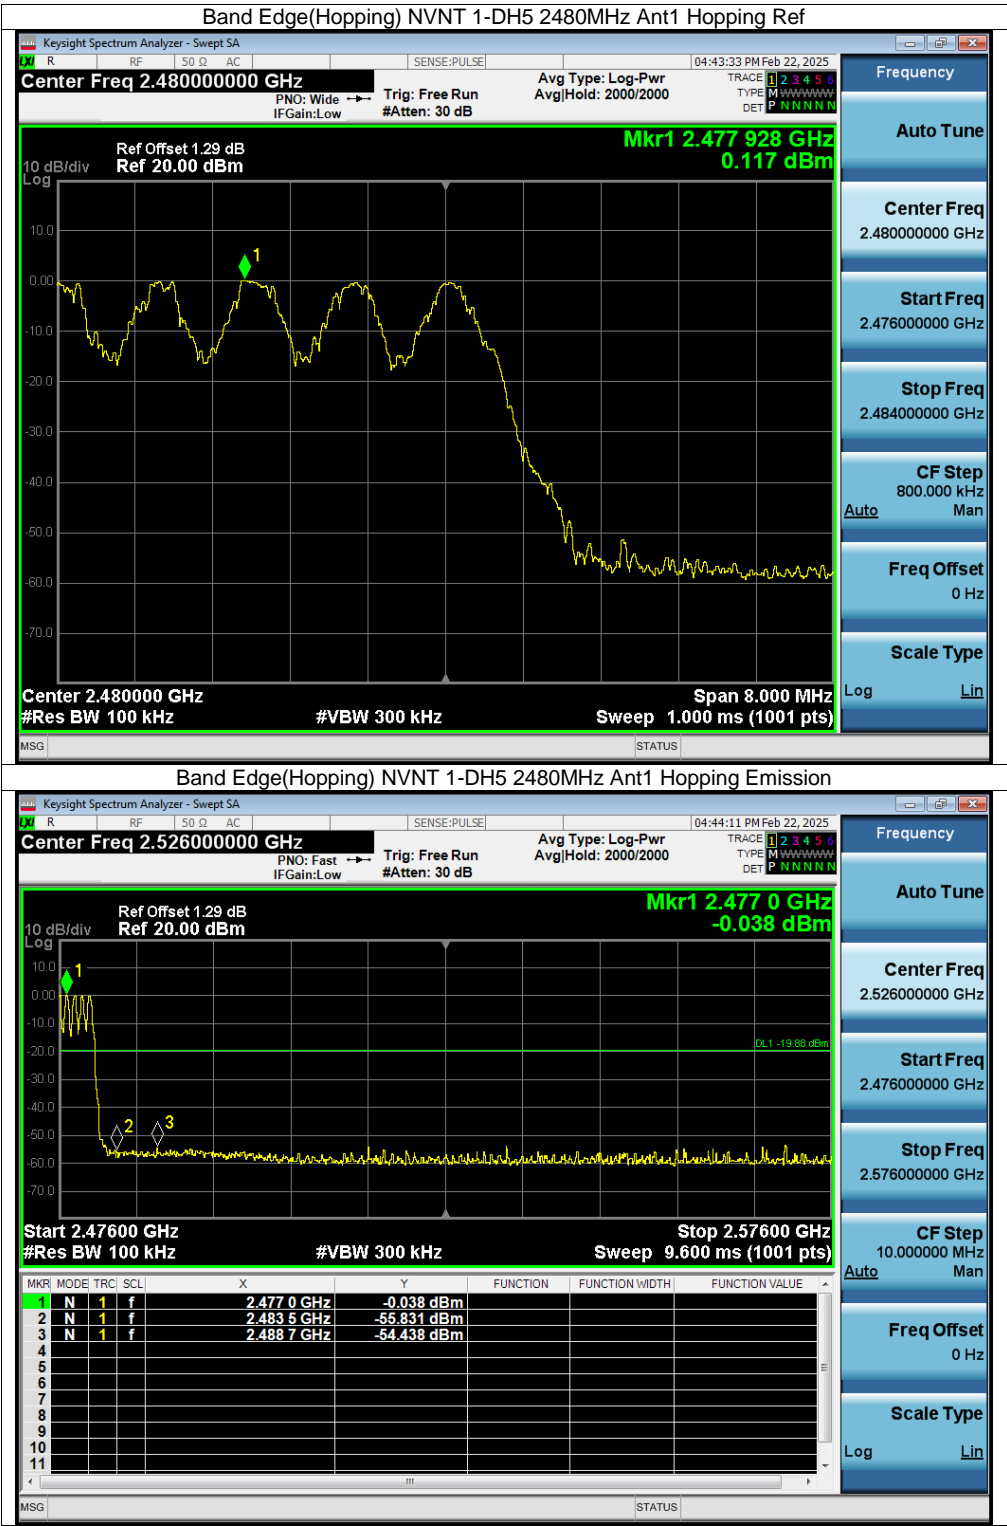 Band Edge(Hopping) NVNT 1-DH5 2480MHz Ant1 Hopping Ref
Keysight Spectrum Analyzer - Swept SA
LXI R RF 50 Ω AC SENSE:PULSE 04:43:33 PM Feb 22, 2025
Center Freq 2.480000000 GHz
PNO: Wide
IFGain:Low
Trig: Free Run
#Atten: 30 dB
Avg Type: Log-Pwr
Avg|Hold: 2000/2000
TRACE 1 2 3 4 5 6
TYPE M WWWWW
DET P N N N N N
Mkr1 2.477 928 GHz
0.117 dBm
Ref Offset 1.29 dB
10 dB/div Ref 20.00 dBm
Log
10.0
0.00
-10.0
-20.0
-30.0
-40.0
-50.0
-60.0
-70.0
1
Center 2.480000 GHz Span 8.000 MHz
#Res BW 100 kHz #VBW 300 kHz Sweep 1.000 ms (1001 pts)
MSG STATUS
Frequency
Auto Tune
Center Freq
2.480000000 GHz
Start Freq
2.476000000 GHz
Stop Freq
2.484000000 GHz
CF Step
800.000 kHz
Auto Man
Freq Offset
0 Hz
Scale Type
Log Lin
Band Edge(Hopping) NVNT 1-DH5 2480MHz Ant1 Hopping Emission
Keysight Spectrum Analyzer - Swept SA
LXI R RF 50 Ω AC SENSE:PULSE 04:44:11 PM Feb 22, 2025
Center Freq 2.526000000 GHz
PNO: Fast
IFGain:Low
Trig: Free Run
#Atten: 30 dB
Avg Type: Log-Pwr
Avg|Hold: 2000/2000
TRACE 1 2 3 4 5 6
TYPE M WWWWW
DET P N N N N N
Mkr1 2.477 0 GHz
-0.038 dBm
Ref Offset 1.29 dB
10 dB/div Ref 20.00 dBm
Log
10.0
0.00
-10.0
-20.0
-30.0
-40.0
-50.0
-60.0
-70.0
1
2
3
DL1 -19.88 dBm
Start 2.47600 GHz Stop 2.57600 GHz
#Res BW 100 kHz #VBW 300 kHz Sweep 9.600 ms (1001 pts)
MKR MODE TRC SCL X Y FUNCTION FUNCTION WIDTH FUNCTION VALUE
1 N 1 f 2.477 0 GHz -0.038 dBm
2 N 1 f 2.483 5 GHz -55.831 dBm
3 N 1 f 2.488 7 GHz -54.438 dBm
4
5
6
7
8
9
10
11
MSG STATUS
Frequency
Auto Tune
Center Freq
2.526000000 GHz
Start Freq
2.476000000 GHz
Stop Freq
2.576000000 GHz
CF Step
10.000000 MHz
Auto Man
Freq Offset
0 Hz
Scale Type
Log Lin